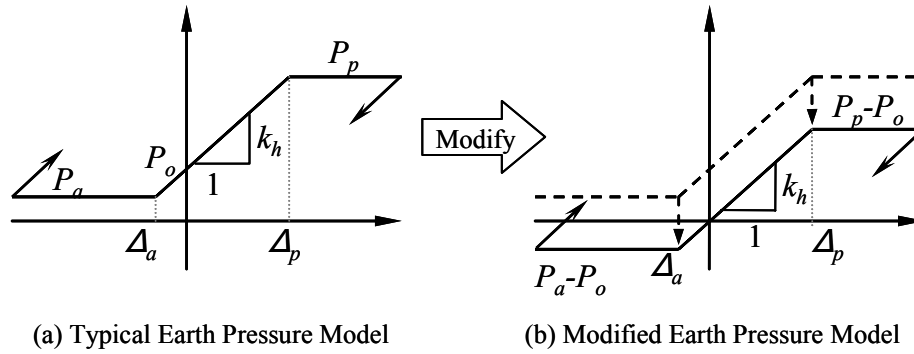 P_p
P_o
k_h
1
P_a
Δ_a
Δ_p
Modify
P_p-P_o
k_h
1
Δ_a
Δ_p
P_a-P_o
(a) Typical Earth Pressure Model
(b) Modified Earth Pressure Model